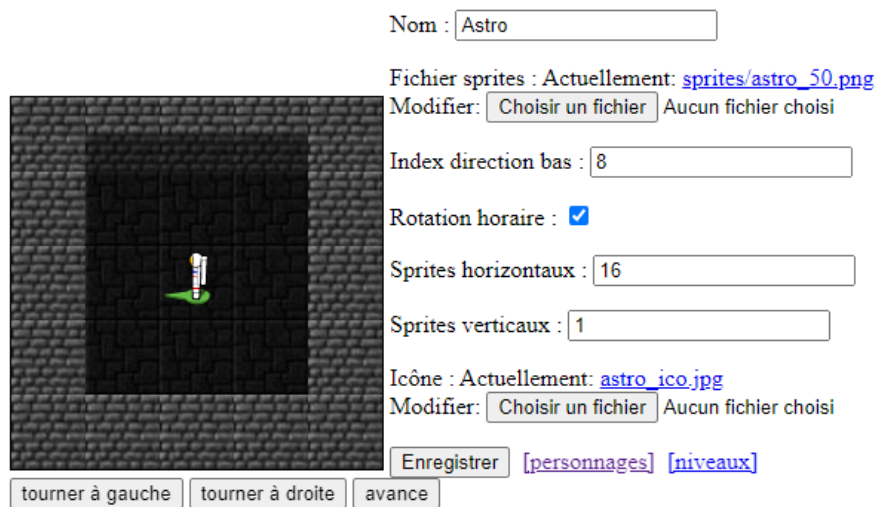 Nom : Astro
Fichier sprites : Actuellement: sprites/astro_50.png
Modifier: Choisir un fichier Aucun fichier choisi
Index direction bas : 8
Rotation horaire :
Sprites horizontaux : 16
Sprites verticaux : 1
Icône : Actuellement: astro_ico.jpg
Modifier: Choisir un fichier Aucun fichier choisi
Enregistrer [personnages] [niveaux]
tourner à gauche tourner à droite avance